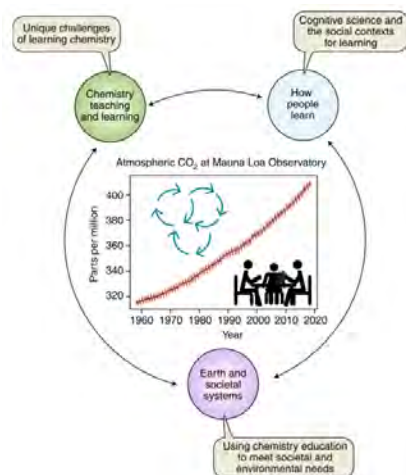 Unique challenges
of learning chemistry
Cognitive science and
the social contexts
for learning
Chemistry
teaching
and learning
How
people
learn
Atmospheric CO₂ at Mauna Loa Observatory
Parts per million
400
380
360
340
320
1960
1970
1980
1990
2000
2010
2020
Year
Earth and
societal
systems
Using chemistry education
to meet societal and
environmental needs